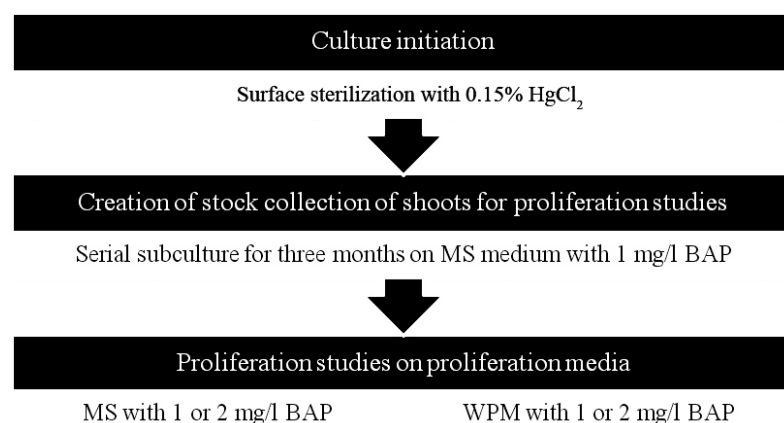 Culture initiation
Surface sterilization with 0.15% HgCl₂
Creation of stock collection of shoots for proliferation studies
Serial subculture for three months on MS medium with 1 mg/l BAP
Proliferation studies on proliferation media
MS with 1 or 2 mg/l BAP WPM with 1 or 2 mg/l BAP